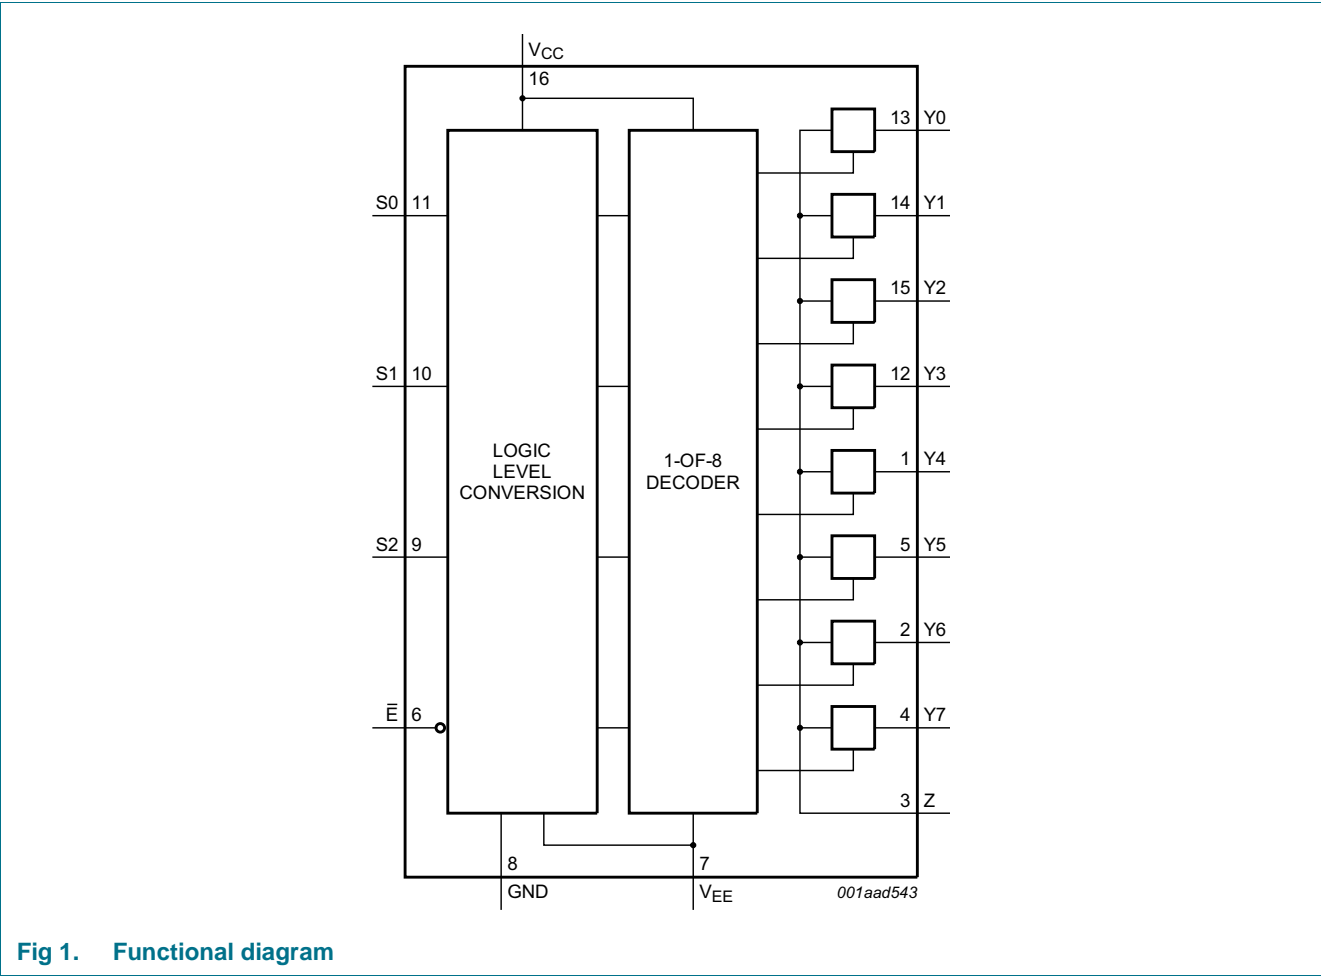 VCC
16
13 Y0
S0 11
14 Y1
15 Y2
S1 10
12 Y3
LOGIC
LEVEL
CONVERSION
1-OF-8
DECODER
1 Y4
S2 9
5 Y5
2 Y6
E̅ 6
4 Y7
3 Z
8
7
GND
VEE
001aad543
Fig 1. Functional diagram